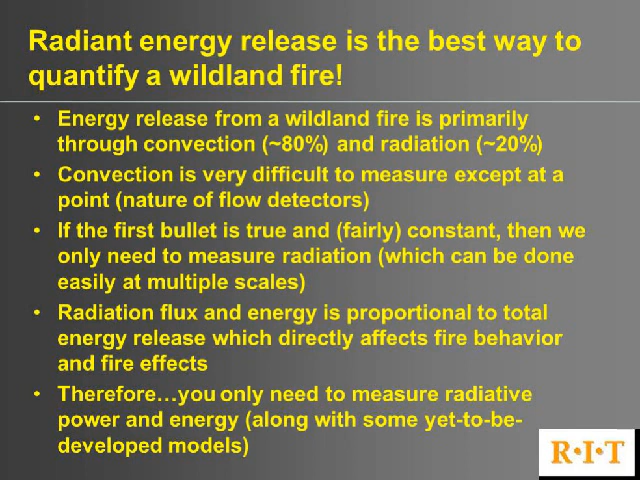 Radiant energy release is the best way to
quantify a wildland fire!
• Energy release from a wildland fire is primarily
through convection (~80%) and radiation (~20%)
• Convection is very difficult to measure except at a
point (nature of flow detectors)
• If the first bullet is true and (fairly) constant, then we
only need to measure radiation (which can be done
easily at multiple scales)
• Radiation flux and energy is proportional to total
energy release which directly affects fire behavior
and fire effects
• Therefore…you only need to measure radiative
power and energy (along with some yet-to-be-
developed models)
R·I·T